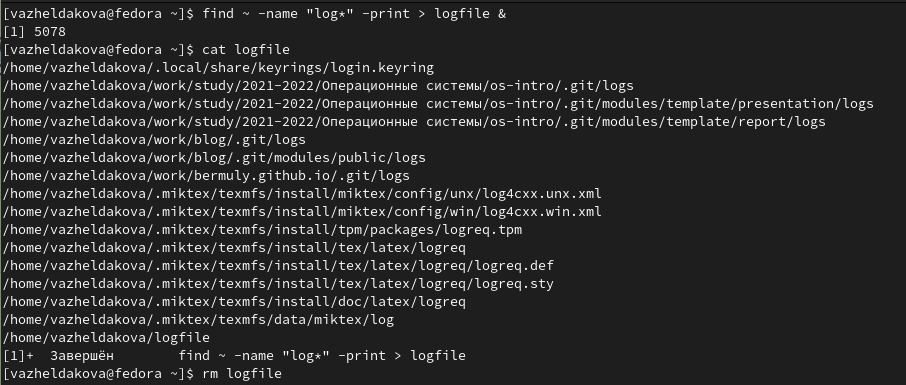 [vazheldakova@fedora ~]$ find ~ -name "log*" -print > logfile &
[1] 5078
[vazheldakova@fedora ~]$ cat logfile
/home/vazheldakova/.local/share/keyrings/login.keyring
/home/vazheldakova/work/study/2021-2022/Операционные системы/os-intro/.git/logs
/home/vazheldakova/work/study/2021-2022/Операционные системы/os-intro/.git/modules/template/presentation/logs
/home/vazheldakova/work/study/2021-2022/Операционные системы/os-intro/.git/modules/template/report/logs
/home/vazheldakova/work/blog/.git/logs
/home/vazheldakova/work/blog/.git/modules/public/logs
/home/vazheldakova/work/bermuly.github.io/.git/logs
/home/vazheldakova/.miktex/texmfs/install/miktex/config/unx/log4cxx.unx.xml
/home/vazheldakova/.miktex/texmfs/install/miktex/config/win/log4cxx.win.xml
/home/vazheldakova/.miktex/texmfs/install/tpm/packages/logreq.tpm
/home/vazheldakova/.miktex/texmfs/install/tex/latex/logreq
/home/vazheldakova/.miktex/texmfs/install/tex/latex/logreq/logreq.def
/home/vazheldakova/.miktex/texmfs/install/tex/latex/logreq/logreq.sty
/home/vazheldakova/.miktex/texmfs/install/doc/latex/logreq
/home/vazheldakova/.miktex/texmfs/data/miktex/log
/home/vazheldakova/logfile
[1]+  Завершён        find ~ -name "log*" -print > logfile
[vazheldakova@fedora ~]$ rm logfile